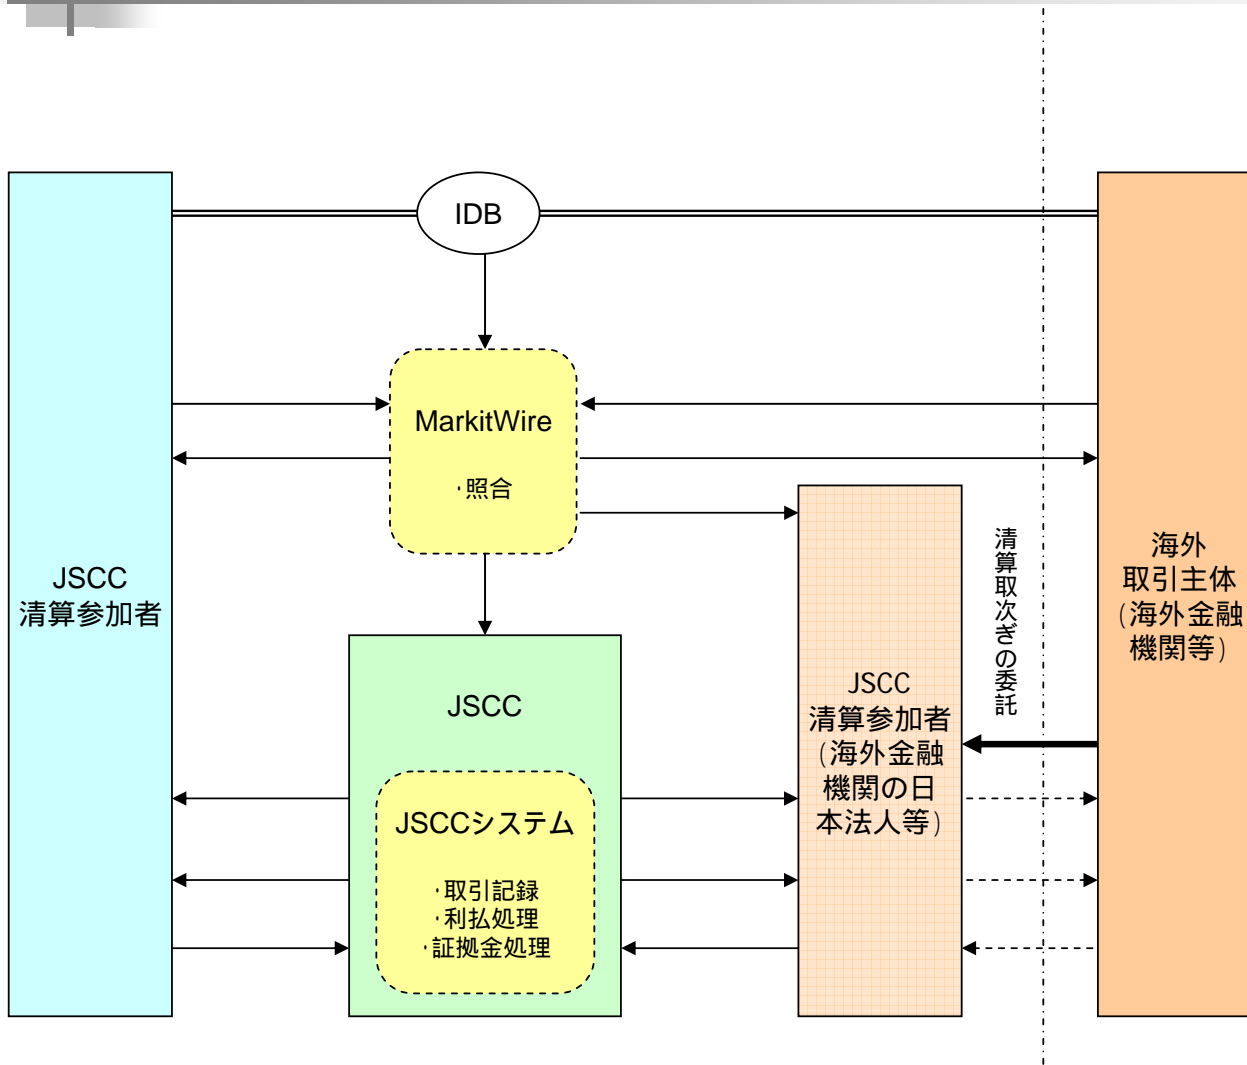 IDB
MarkitWire
・照合
JSCC
清算参加者
清算取次ぎの委託
海外
取引主体
（海外金融
機関等）
JSCC
JSCC
清算参加者
（海外金融
機関の日
本法人等）
JSCCシステム
・取引記録
・利払処理
・証拠金処理